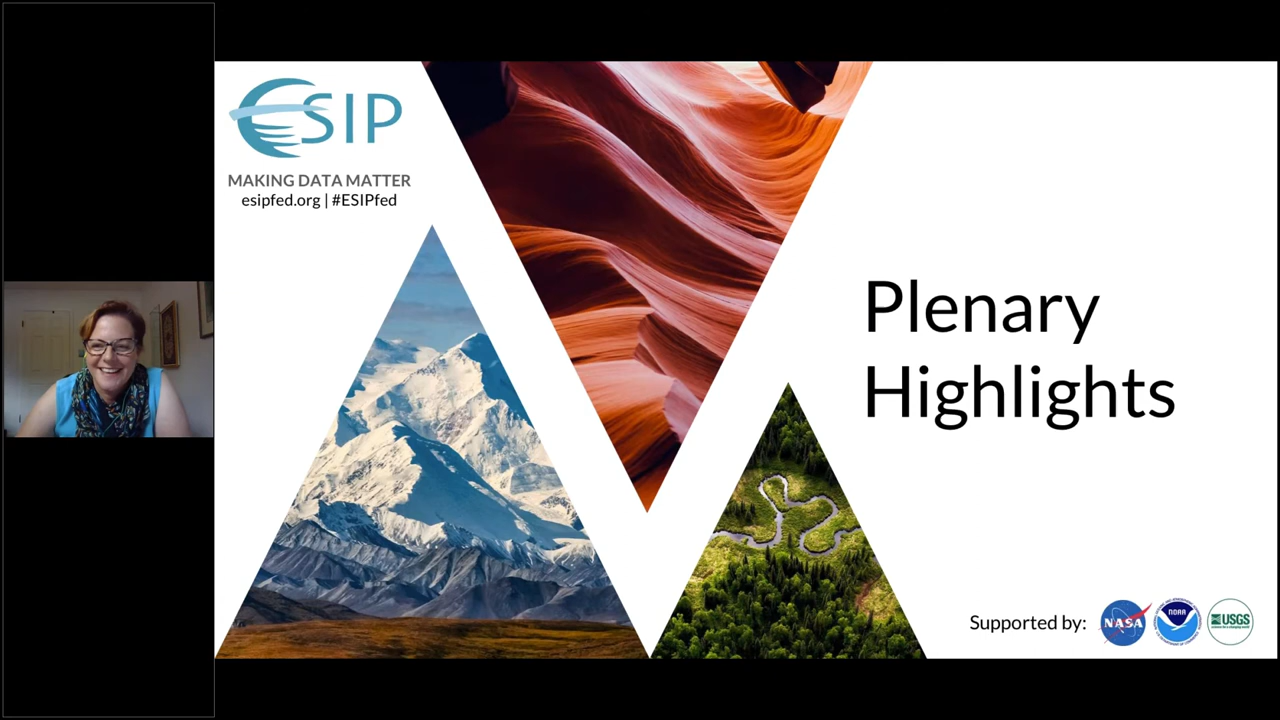 ESIP
MAKING DATA MATTER
esipfed.org | #ESIPfed
Plenary
Highlights
Supported by:
NASA
NOAA
USGS